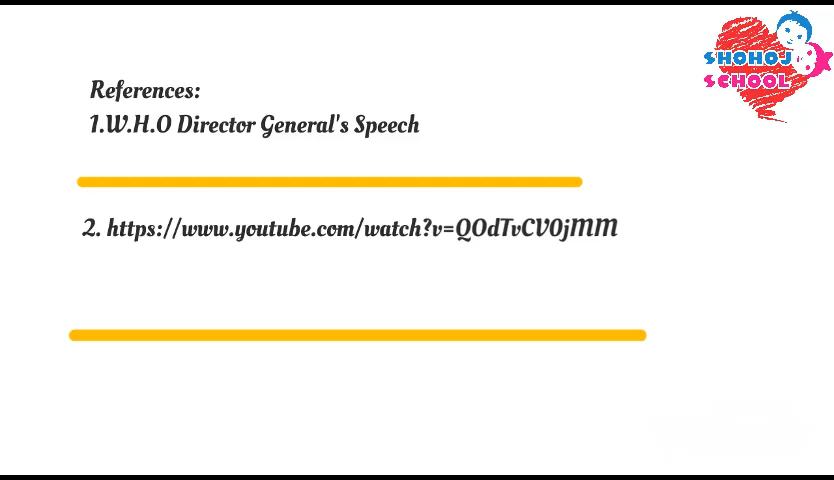 SHOHOJ
SCHOOL
References:
1.W.H.O Director General's Speech
2. https://www.youtube.com/watch?v=QOdTvCV0jMM